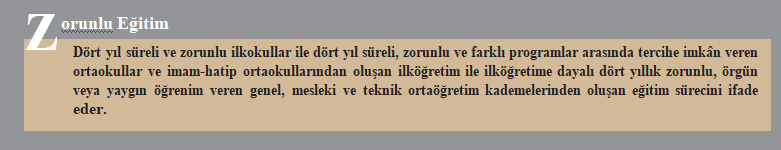 Zorunlu Eğitim
Dört yıl süreli ve zorunlu ilkokullar ile dört yıl süreli, zorunlu ve farklı programlar arasında tercihe imkân veren
ortaokullar ve imam-hatip ortaokullarından oluşan ilköğretim ile ilköğretime dayalı dört yıllık zorunlu, örgün
veya yaygın öğrenim veren genel, mesleki ve teknik ortaöğretim kademelerinden oluşan eğitim sürecini ifade
eder.